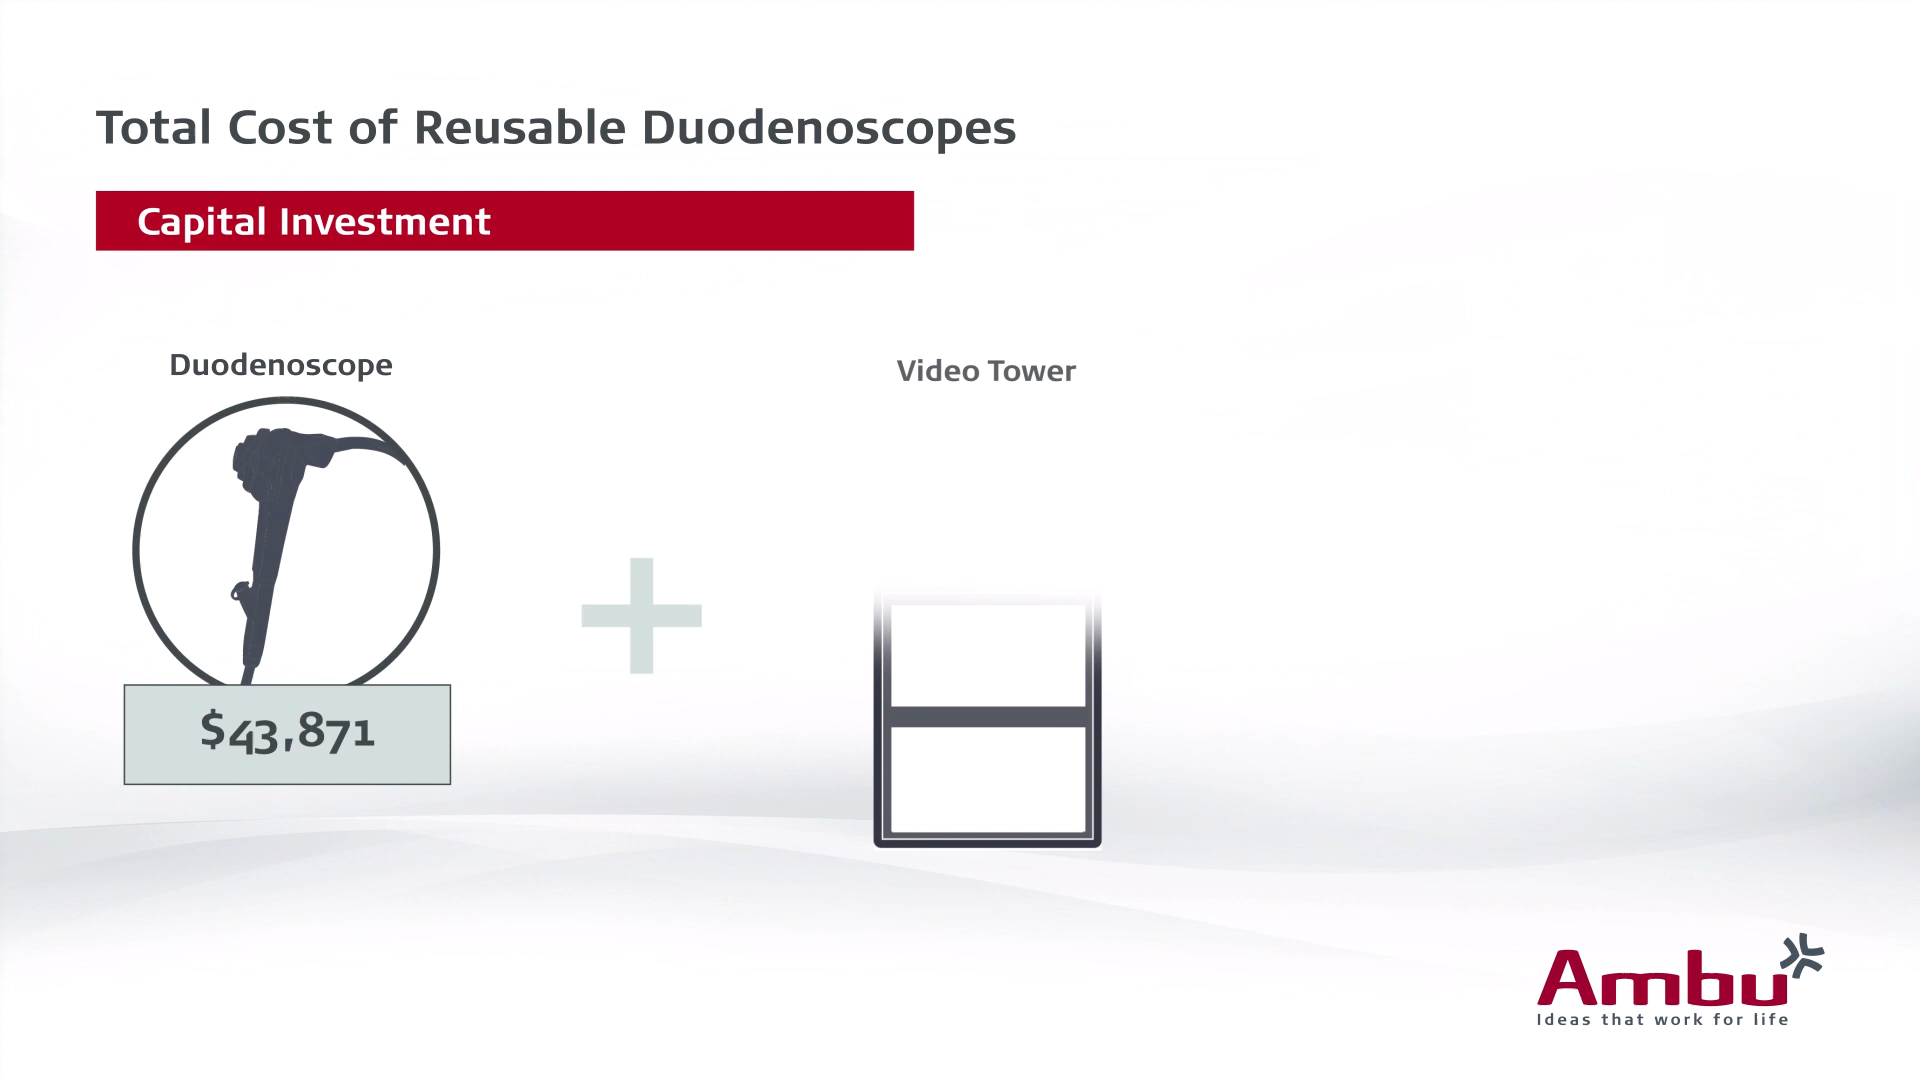 Total Cost of Reusable Duodenoscopes
Capital Investment
Duodenoscope
Video Tower
$43,871
Ambu
Ideas that work for life